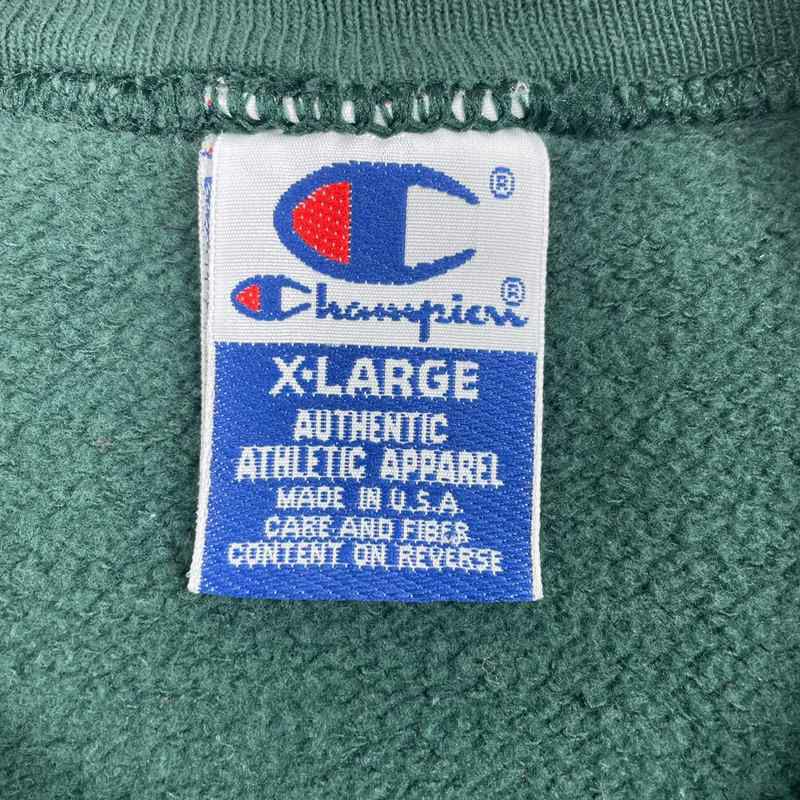 ®
Champion®
X·LARGE
AUTHENTIC
ATHLETIC APPAREL
MADE IN U.S.A.
CARE AND FIBER
CONTENT ON REVERSE